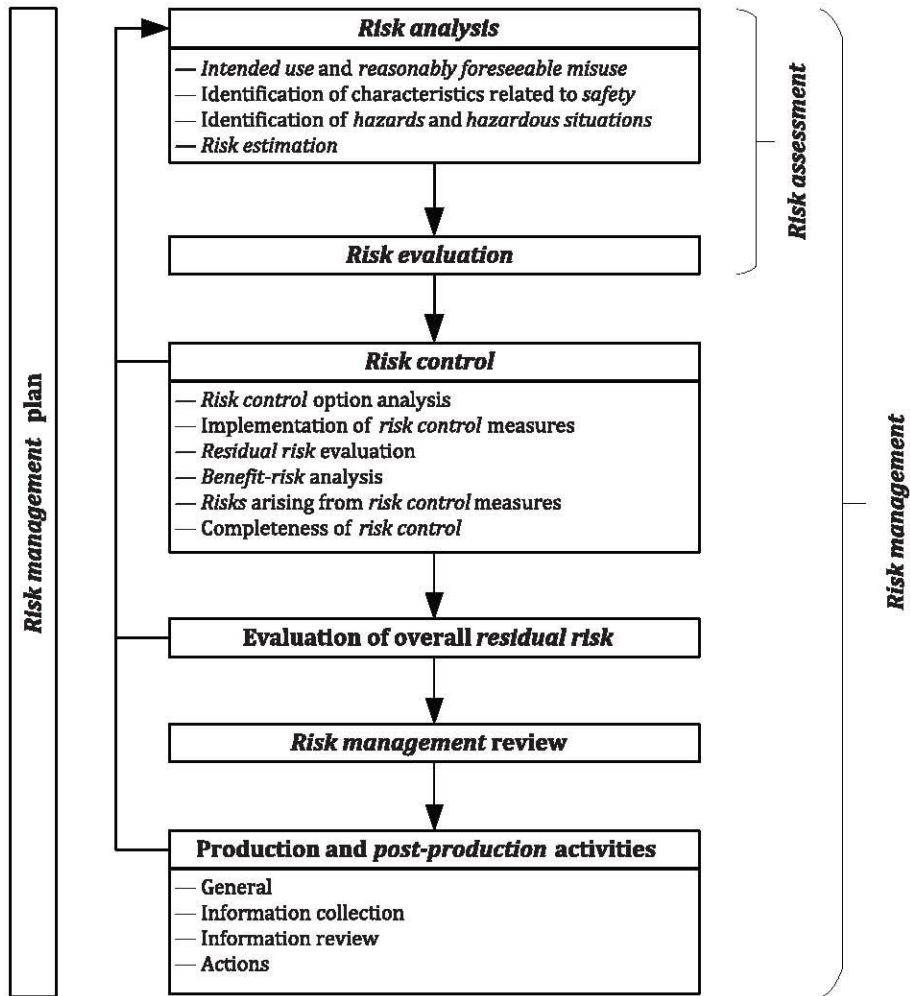 Risk analysis
— Intended use and reasonably foreseeable misuse
— Identification of characteristics related to safety
— Identification of hazards and hazardous situations
— Risk estimation
Risk evaluation
Risk assessment
Risk control
— Risk control option analysis
— Implementation of risk control measures
— Residual risk evaluation
— Benefit-risk analysis
— Risks arising from risk control measures
— Completeness of risk control
Evaluation of overall residual risk
Risk management review
Production and post-production activities
— General
— Information collection
— Information review
— Actions
Risk management plan
Risk management